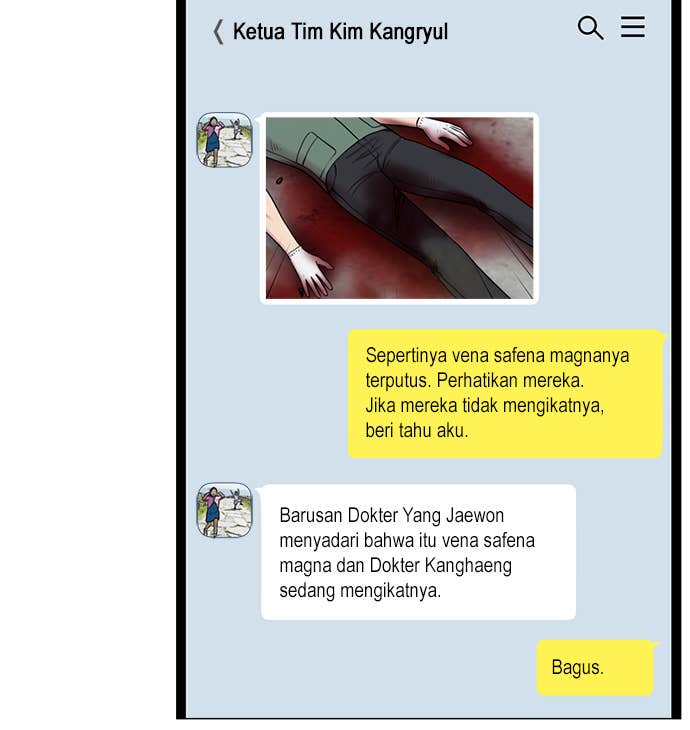 Ketua Tim Kim Kangryul
Sepertinya vena safena magnanya
terputus. Perhatikan mereka.
Jika mereka tidak mengikatnya,
beri tahu aku.
Barusan Dokter Yang Jaewon
menyadari bahwa itu vena safena
magna dan Dokter Kanghaeng
sedang mengikatnya.
Bagus.